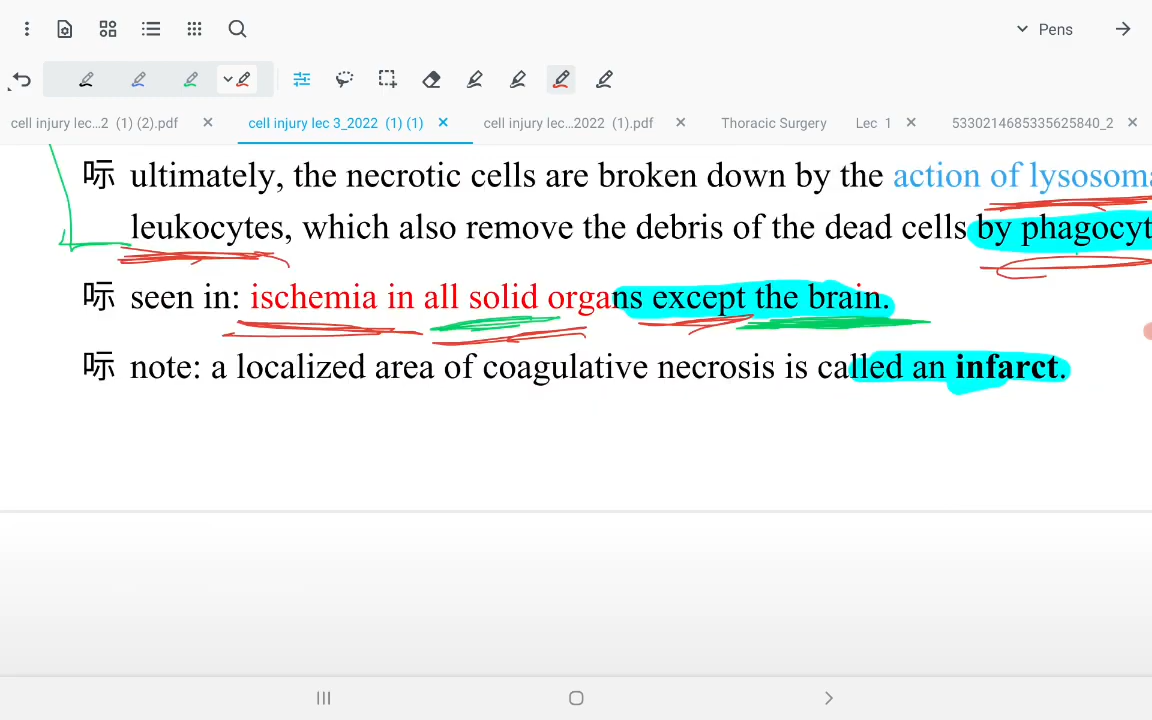 Pens
cell injury lec...2 (1) (2).pdf
cell injury lec 3_2022 (1) (1)
cell injury lec...2022 (1).pdf
Thoracic Surgery
Lec 1
5330214685335625840_2
吤 ultimately, the necrotic cells are broken down by the action of lysosoma
leukocytes, which also remove the debris of the dead cells by phagocyt
吤 seen in: ischemia in all solid organs except the brain.
吤 note: a localized area of coagulative necrosis is called an infarct.